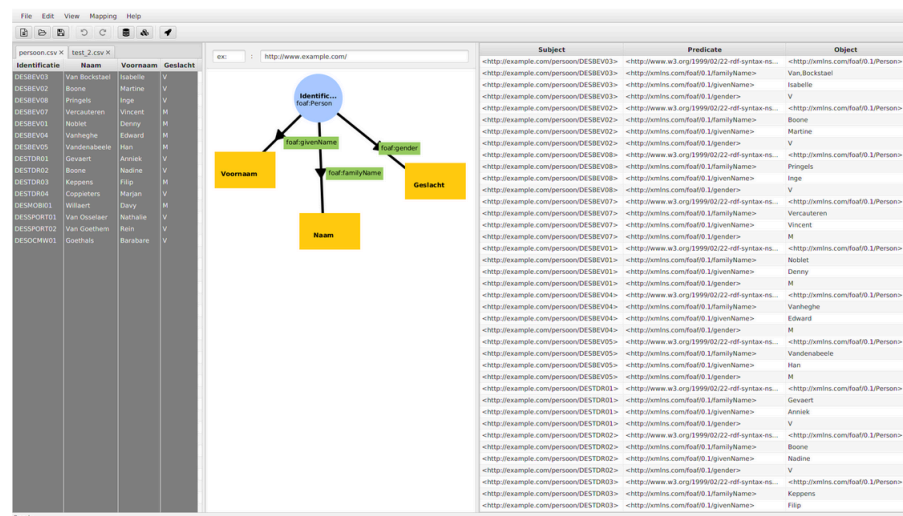 File Edit View Mapping Help
persoon.csv × test_2.csv ×
Identificatie Naam Voornaam Geslacht
DESBEV03 Van Bockstael Isabelle V
DESBEV02 Boone Martine V
DESBEV08 Pringels Inge V
DESBEV07 Vercauteren Vincent M
DESBEV01 Noblet Denny M
DESBEV04 Vanheghe Edward M
DESBEV05 Vandenabeele Han M
DESTDR01 Gevaert Anniek V
DESTDR02 Boone Nadine V
DESTDR03 Keppens Filip M
DESTDR04 Coppieters Marjan V
DESMOBI01 Willaert Davy M
DESSPORT01 Van Osselaer Nathalie V
DESSPORT02 Van Goethem Rein V
DESOCMW01 Goethals Barabare V
ex: : http://www.example.com/
Identific...
foaf:Person
foaf:givenName
foaf:gender
foaf:familyName
Voornaam
Geslacht
Naam
Subject Predicate Object
<http://example.com/persoon/DESBEV03> <http://www.w3.org/1999/02/22-rdf-syntax-ns... <http://xmlns.com/foaf/0.1/Person>
<http://example.com/persoon/DESBEV03> <http://xmlns.com/foaf/0.1/familyName> Van,Bockstael
<http://example.com/persoon/DESBEV03> <http://xmlns.com/foaf/0.1/givenName> Isabelle
<http://example.com/persoon/DESBEV03> <http://xmlns.com/foaf/0.1/gender> V
<http://example.com/persoon/DESBEV02> <http://www.w3.org/1999/02/22-rdf-syntax-ns... <http://xmlns.com/foaf/0.1/Person>
<http://example.com/persoon/DESBEV02> <http://xmlns.com/foaf/0.1/familyName> Boone
<http://example.com/persoon/DESBEV02> <http://xmlns.com/foaf/0.1/givenName> Martine
<http://example.com/persoon/DESBEV02> <http://xmlns.com/foaf/0.1/gender> V
<http://example.com/persoon/DESBEV08> <http://www.w3.org/1999/02/22-rdf-syntax-ns... <http://xmlns.com/foaf/0.1/Person>
<http://example.com/persoon/DESBEV08> <http://xmlns.com/foaf/0.1/familyName> Pringels
<http://example.com/persoon/DESBEV08> <http://xmlns.com/foaf/0.1/givenName> Inge
<http://example.com/persoon/DESBEV08> <http://xmlns.com/foaf/0.1/gender> V
<http://example.com/persoon/DESBEV07> <http://www.w3.org/1999/02/22-rdf-syntax-ns... <http://xmlns.com/foaf/0.1/Person>
<http://example.com/persoon/DESBEV07> <http://xmlns.com/foaf/0.1/familyName> Vercauteren
<http://example.com/persoon/DESBEV07> <http://xmlns.com/foaf/0.1/givenName> Vincent
<http://example.com/persoon/DESBEV07> <http://xmlns.com/foaf/0.1/gender> M
<http://example.com/persoon/DESBEV01> <http://www.w3.org/1999/02/22-rdf-syntax-ns... <http://xmlns.com/foaf/0.1/Person>
<http://example.com/persoon/DESBEV01> <http://xmlns.com/foaf/0.1/familyName> Noblet
<http://example.com/persoon/DESBEV01> <http://xmlns.com/foaf/0.1/givenName> Denny
<http://example.com/persoon/DESBEV01> <http://xmlns.com/foaf/0.1/gender> M
<http://example.com/persoon/DESBEV04> <http://www.w3.org/1999/02/22-rdf-syntax-ns... <http://xmlns.com/foaf/0.1/Person>
<http://example.com/persoon/DESBEV04> <http://xmlns.com/foaf/0.1/familyName> Vanheghe
<http://example.com/persoon/DESBEV04> <http://xmlns.com/foaf/0.1/givenName> Edward
<http://example.com/persoon/DESBEV04> <http://xmlns.com/foaf/0.1/gender> M
<http://example.com/persoon/DESBEV05> <http://www.w3.org/1999/02/22-rdf-syntax-ns... <http://xmlns.com/foaf/0.1/Person>
<http://example.com/persoon/DESBEV05> <http://xmlns.com/foaf/0.1/familyName> Vandenabeele
<http://example.com/persoon/DESBEV05> <http://xmlns.com/foaf/0.1/givenName> Han
<http://example.com/persoon/DESBEV05> <http://xmlns.com/foaf/0.1/gender> M
<http://example.com/persoon/DESTDR01> <http://www.w3.org/1999/02/22-rdf-syntax-ns... <http://xmlns.com/foaf/0.1/Person>
<http://example.com/persoon/DESTDR01> <http://xmlns.com/foaf/0.1/familyName> Gevaert
<http://example.com/persoon/DESTDR01> <http://xmlns.com/foaf/0.1/givenName> Anniek
<http://example.com/persoon/DESTDR01> <http://xmlns.com/foaf/0.1/gender> V
<http://example.com/persoon/DESTDR02> <http://www.w3.org/1999/02/22-rdf-syntax-ns... <http://xmlns.com/foaf/0.1/Person>
<http://example.com/persoon/DESTDR02> <http://xmlns.com/foaf/0.1/familyName> Boone
<http://example.com/persoon/DESTDR02> <http://xmlns.com/foaf/0.1/givenName> Nadine
<http://example.com/persoon/DESTDR02> <http://xmlns.com/foaf/0.1/gender> V
<http://example.com/persoon/DESTDR03> <http://www.w3.org/1999/02/22-rdf-syntax-ns... <http://xmlns.com/foaf/0.1/Person>
<http://example.com/persoon/DESTDR03> <http://xmlns.com/foaf/0.1/familyName> Keppens
<http://example.com/persoon/DESTDR03> <http://xmlns.com/foaf/0.1/givenName> Filip